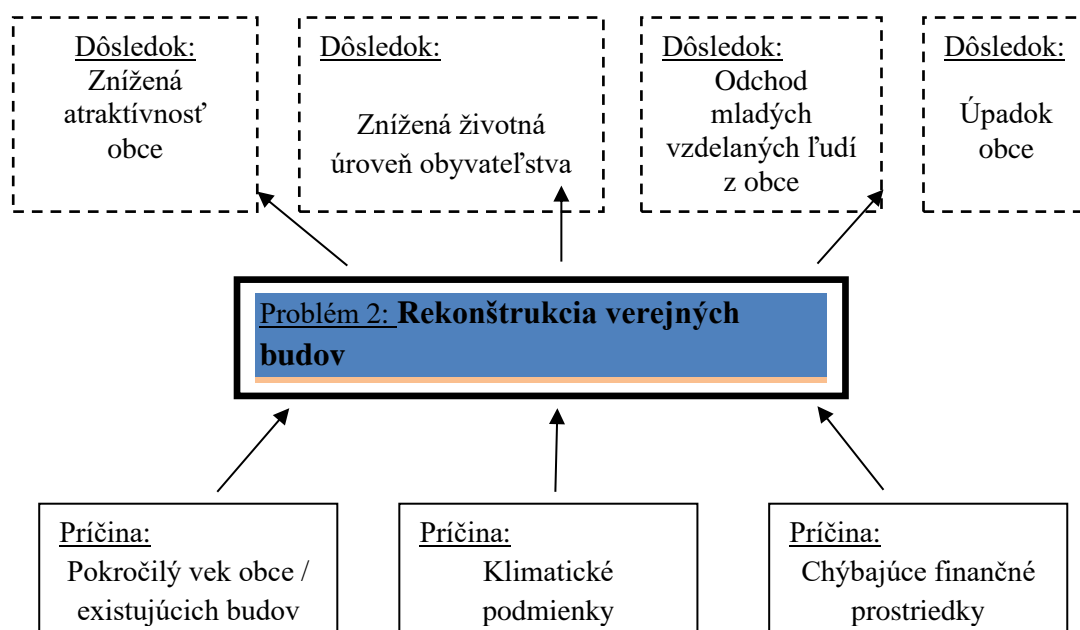 Dôsledok:
Znížená
atraktívnosť
obce
Dôsledok:
Znížená životná
úroveň obyvateľstva
Dôsledok:
Odchod
mladých
vzdelaných ľudí
z obce
Dôsledok:
Úpadok
obce
Problém 2: Rekonštrukcia verejných
budov
Príčina:
Pokročilý vek obce /
existujúcich budov
Príčina:
Klimatické
podmienky
Príčina:
Chýbajúce finančné
prostriedky